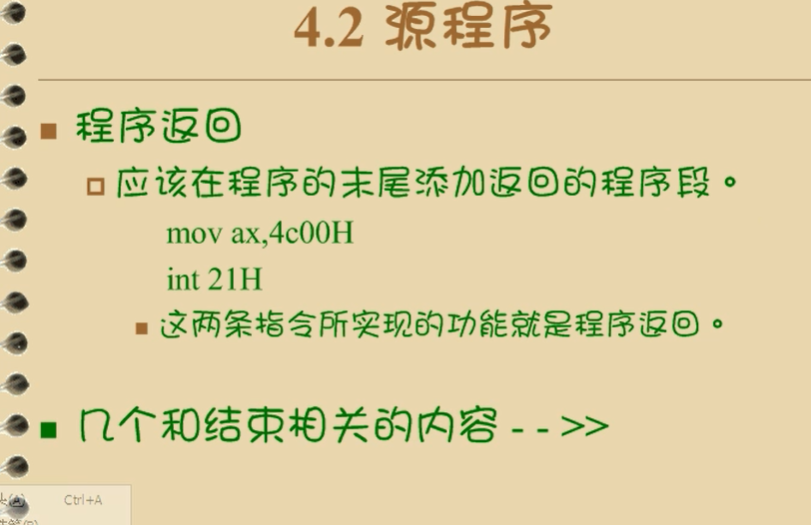 4.2 源程序
程序返回
应该在程序的末尾添加返回的程序段。
mov ax,4c00H
int 21H
这两条指令所实现的功能就是程序返回。
几个和结束相关的内容 - - >>
(A) Ctrl+A